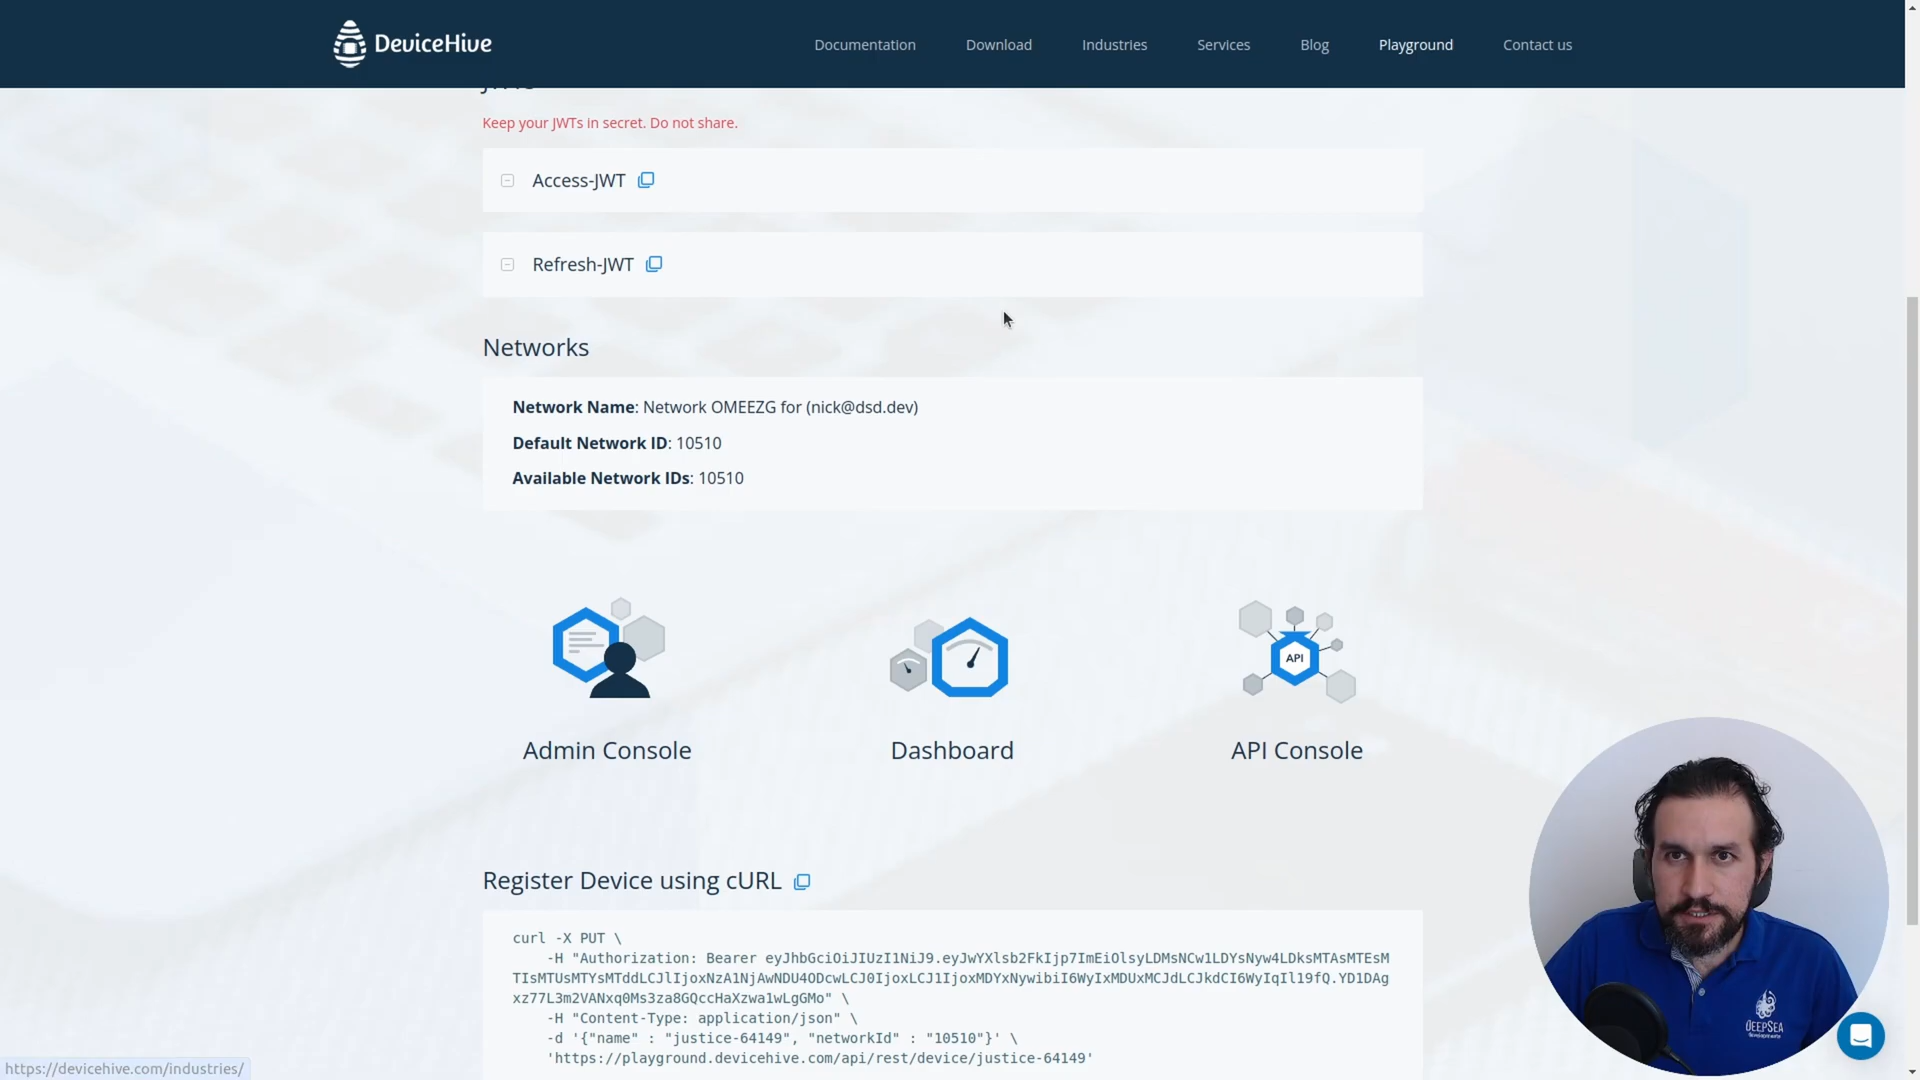 DeviceHive
Documentation
Download
Industries
Services
Blog
Playground
Contact us
Keep your JWTs in secret. Do not share.
Access-JWT
Refresh-JWT
Networks
Network Name: Network OMEEZG for (nick@dsd.dev)
Default Network ID: 10510
Available Network IDs: 10510
API
Admin Console
Dashboard
API Console
Register Device using cURL
curl -X PUT \
-H "Authorization: Bearer eyJhbGciOiJIUzI1NiJ9.eyJwYXlsb2FkIjp7ImEiOlsyLDMsNCw1LDYsNyw4LDksMTAsMTEsM
TIsMTUsMTYsMTddLCJlIjoxNzA1NjAwNDU4ODcwLCJ0IjoxLCJ1IjoxMDYxNywibiI6WyIxMDUxMCJdLCJkdCI6WyIqIl19fQ.YD1DAg
xz77L3m2VANxq0Ms3za8GQccHaXzwa1wLgGMo" \
-H "Content-Type: application/json" \
-d '{"name" : "justice-64149", "networkId" : "10510"}' \
'https://playground.devicehive.com/api/rest/device/justice-64149'
DEEPSEA
https://devicehive.com/industries/